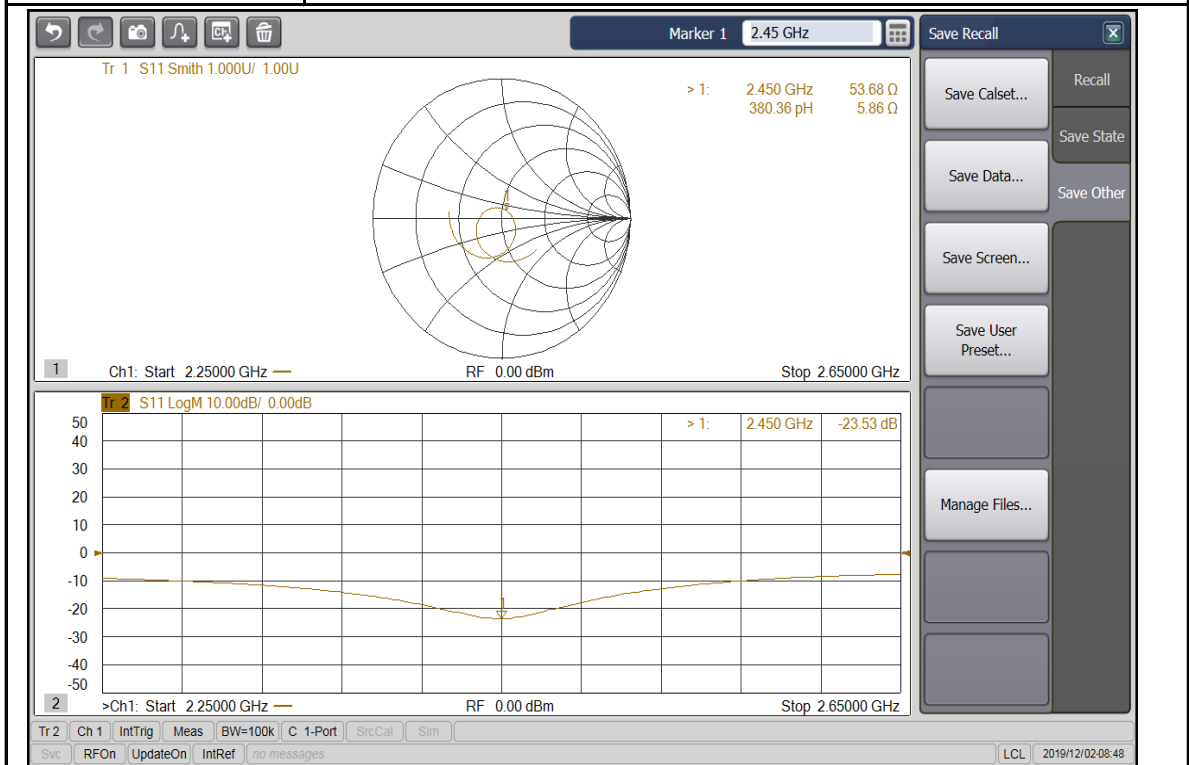 Marker 1 2.45 GHz
Save Recall
Tr 1 S11 Smith 1.000U/ 1.00U
> 1: 2.450 GHz 53.68 Ω
380.36 pH 5.86 Ω
1
1 Ch1: Start 2.25000 GHz RF 0.00 dBm Stop 2.65000 GHz
Tr 2 S11 LogM 10.00dB/ 0.00dB
> 1: 2.450 GHz -23.53 dB
50
40
30
20
10
0
-10
-20
-30
-40
-50
1
2 >Ch1: Start 2.25000 GHz RF 0.00 dBm Stop 2.65000 GHz
Save Calset...
Save Data...
Save Screen...
Save User
Preset...
Manage Files...
Recall
Save State
Save Other
Tr 2 Ch 1 IntTrig Meas BW=100k C 1-Port SrcCal Sim
Svc RFOn UpdateOn IntRef no messages LCL 2019/12/02-08:48